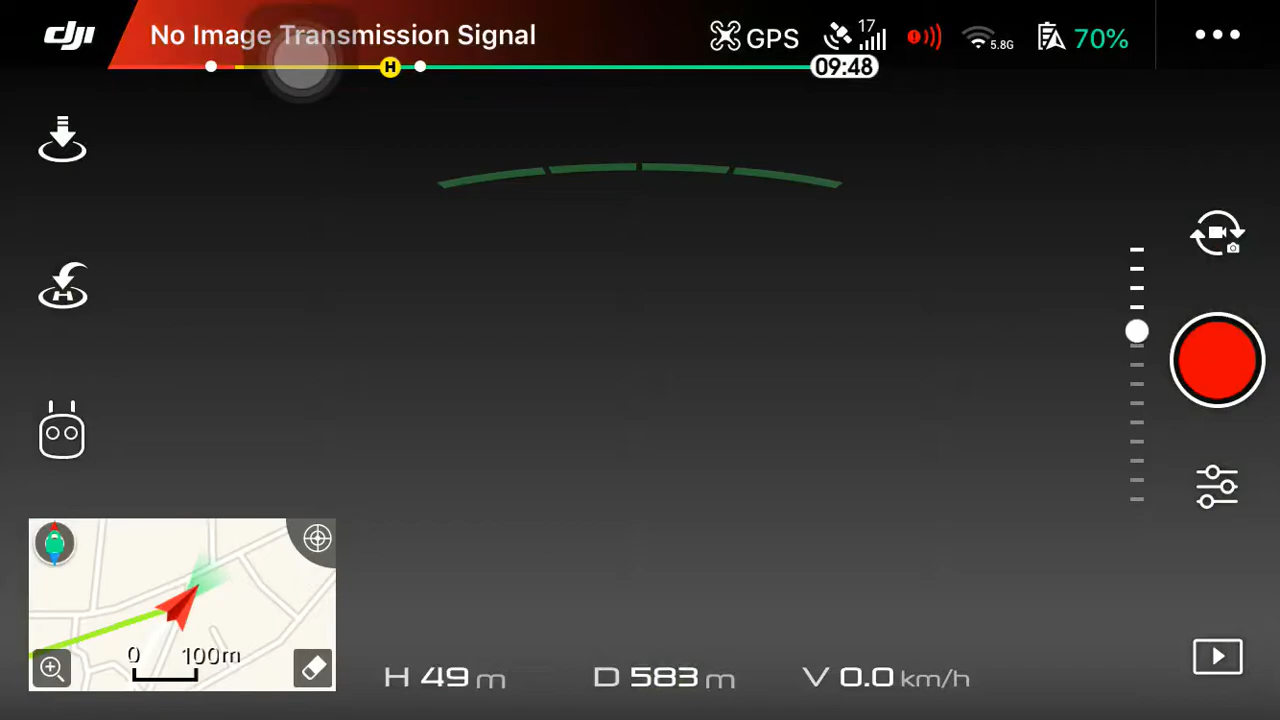 dji No Image Transmission Signal GPS 17 5.8G 70%
H 09:48
H
0 100m
H 49 m D 583 m V 0.0 km/h